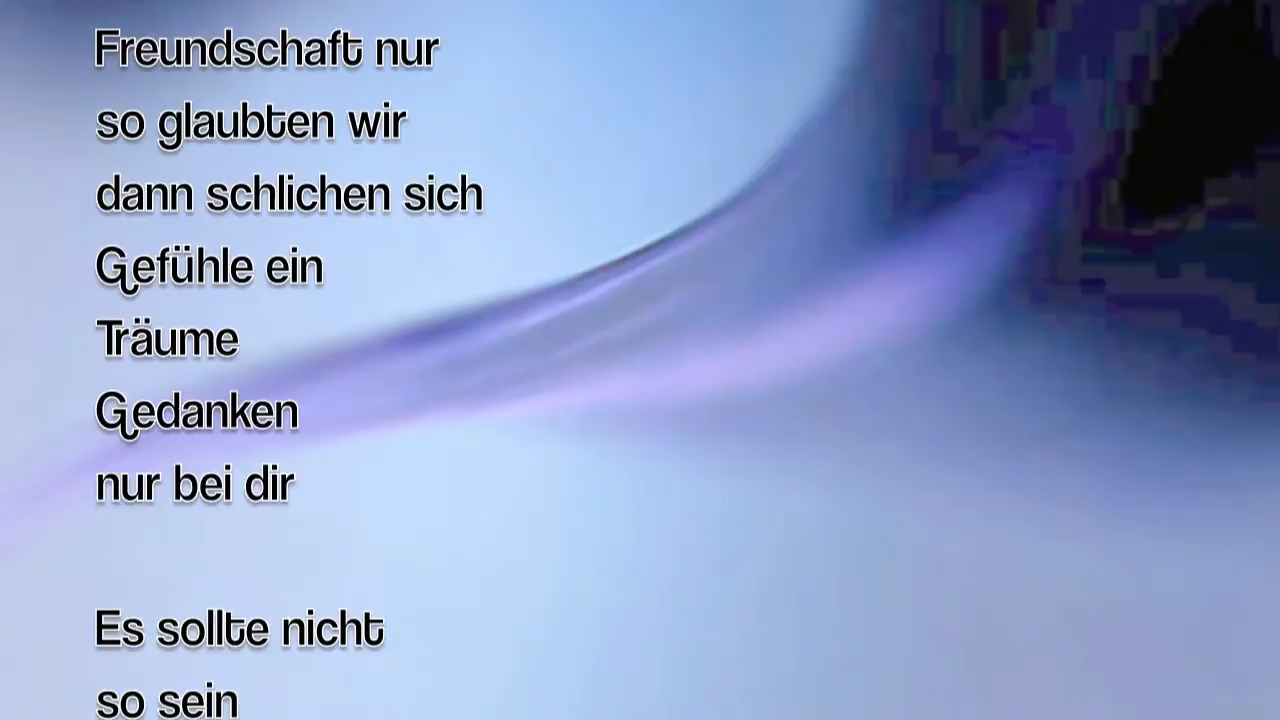 Freundschaft nur
so glaubten wir
dann schlichen sich
Gefühle ein
Träume
Gedanken
nur bei dir
Es sollte nicht
so sein